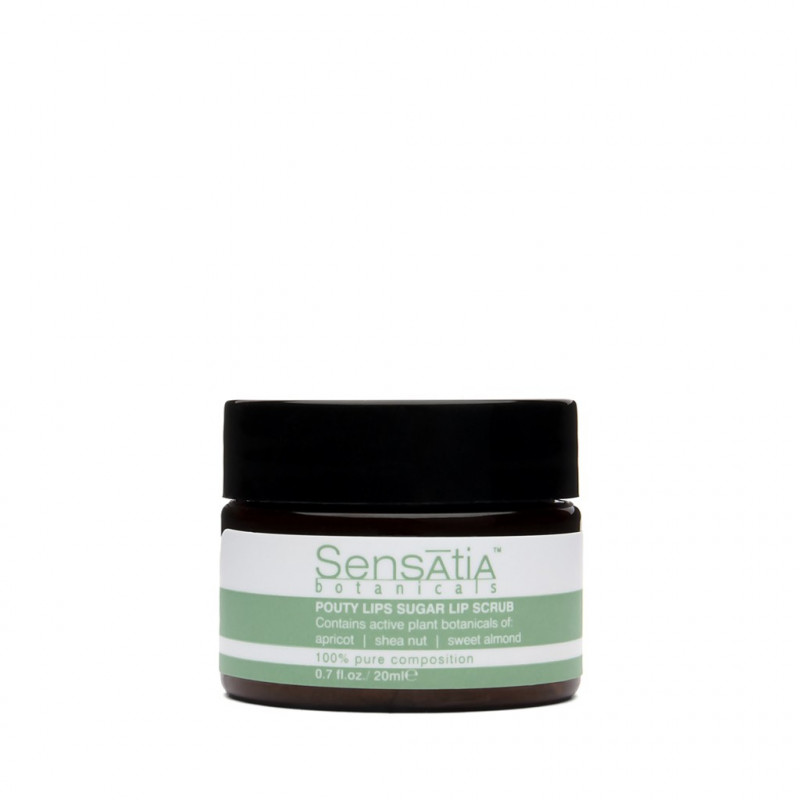 Sensātia™
botanicals
POUTY LIPS SUGAR LIP SCRUB
Contains active plant botanicals of:
apricot | shea nut | sweet almond
100% pure composition
0.7 fl.oz./ 20ml℮